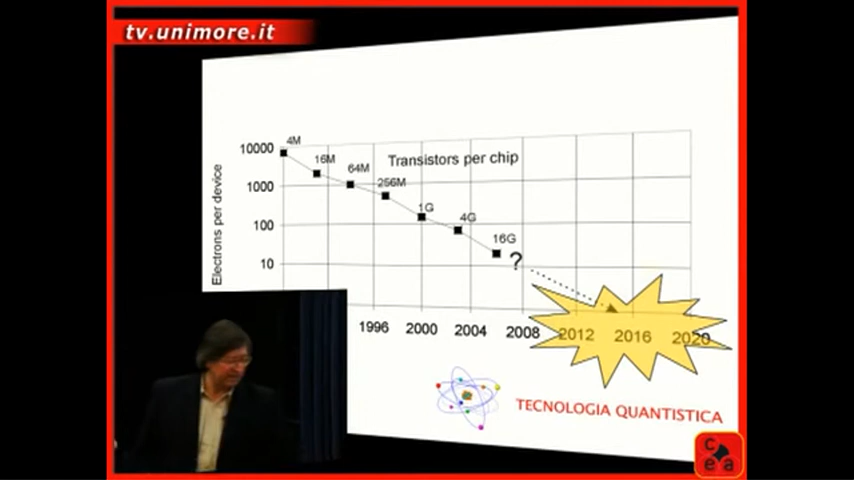 tv.unimore.it
Transistors per chip
Electrons per device
10000
1000
100
10
4M
16M
64M
256M
1G
4G
16G
?
1996 2000 2004 2008 2012 2016 2020
TECNOLOGIA QUANTISTICA
c
e a